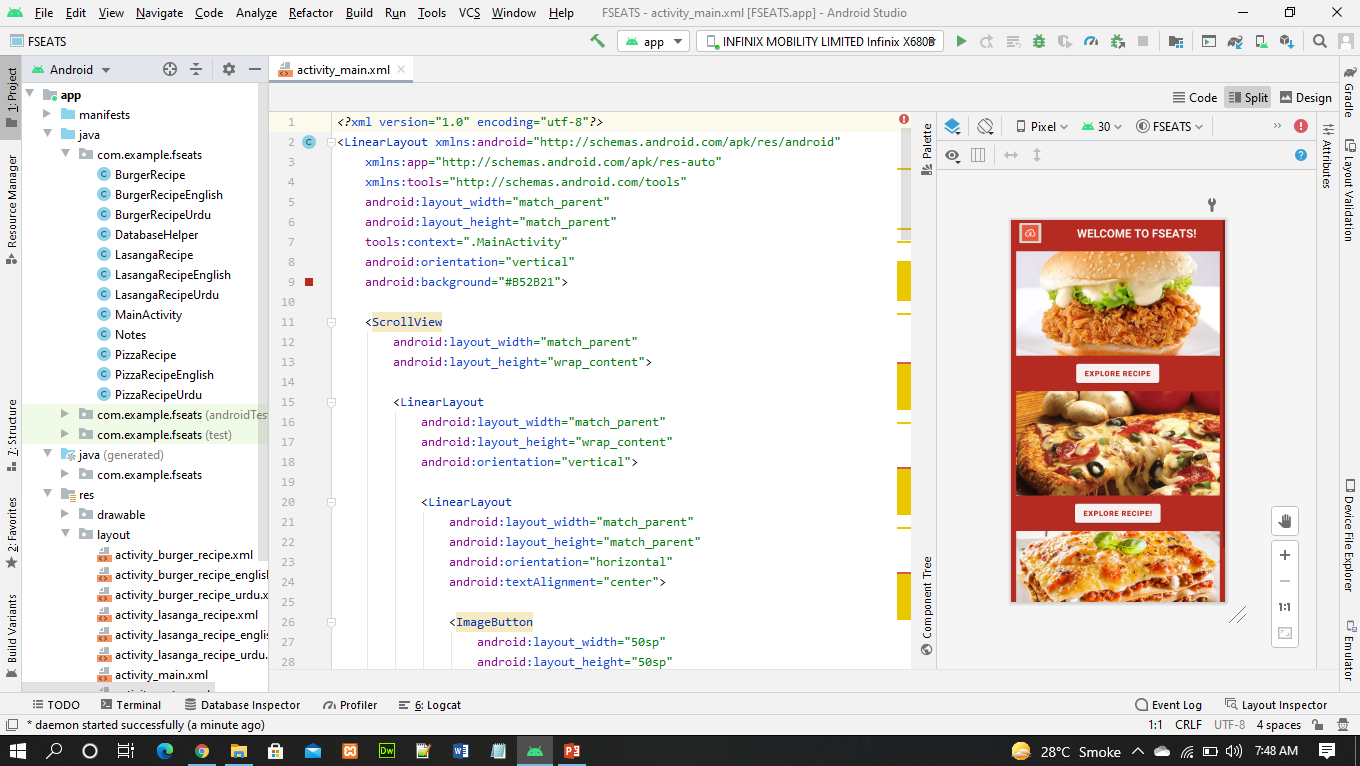 File Edit View Navigate Code Analyze Refactor Build Run Tools VCS Window Help FSEATS - activity_main.xml [FSEATS.app] - Android Studio
FSEATS
app
INFINIX MOBILITY LIMITED Infinix X680B
1: Project
Resource Manager
7: Structure
2: Favorites
Build Variants
Android
app
manifests
java
com.example.fseats
BurgerRecipe
BurgerRecipeEnglish
BurgerRecipeUrdu
DatabaseHelper
LasangaRecipe
LasangaRecipeEnglish
LasangaRecipeUrdu
MainActivity
Notes
PizzaRecipe
PizzaRecipeEnglish
PizzaRecipeUrdu
com.example.fseats (androidTes
com.example.fseats (test)
java (generated)
com.example.fseats
res
drawable
layout
activity_burger_recipe.xml
activity_burger_recipe_english
activity_burger_recipe_urdu.x
activity_lasanga_recipe.xml
activity_lasanga_recipe_englis
activity_lasanga_recipe_urdu.
activity_main.xml
activity_main.xml
Code Split Design
1 <?xml version="1.0" encoding="utf-8"?>
2 <LinearLayout xmlns:android="http://schemas.android.com/apk/res/android"
3 xmlns:app="http://schemas.android.com/apk/res-auto"
4 xmlns:tools="http://schemas.android.com/tools"
5 android:layout_width="match_parent"
6 android:layout_height="match_parent"
7 tools:context=".MainActivity"
8 android:orientation="vertical"
9 android:background="#B52B21">
10
11 <ScrollView
12 android:layout_width="match_parent"
13 android:layout_height="wrap_content">
14
15 <LinearLayout
16 android:layout_width="match_parent"
17 android:layout_height="wrap_content"
18 android:orientation="vertical">
19
20 <LinearLayout
21 android:layout_width="match_parent"
22 android:layout_height="match_parent"
23 android:orientation="horizontal"
24 android:textAlignment="center">
25
26 <ImageButton
27 android:layout_width="50sp"
28 android:layout_height="50sp"
Palette
Component Tree
Pixel 30 FSEATS
WELCOME TO FSEATS!
EXPLORE RECIPE
EXPLORE RECIPE!
1:1
Gradle
Attributes
Layout Validation
Device File Explorer
Emulator
TODO Terminal Database Inspector Profiler 6: Logcat Event Log Layout Inspector
* daemon started successfully (a minute ago) 1:1 CRLF UTF-8 4 spaces
Dw W P 28°C Smoke 7:48 AM